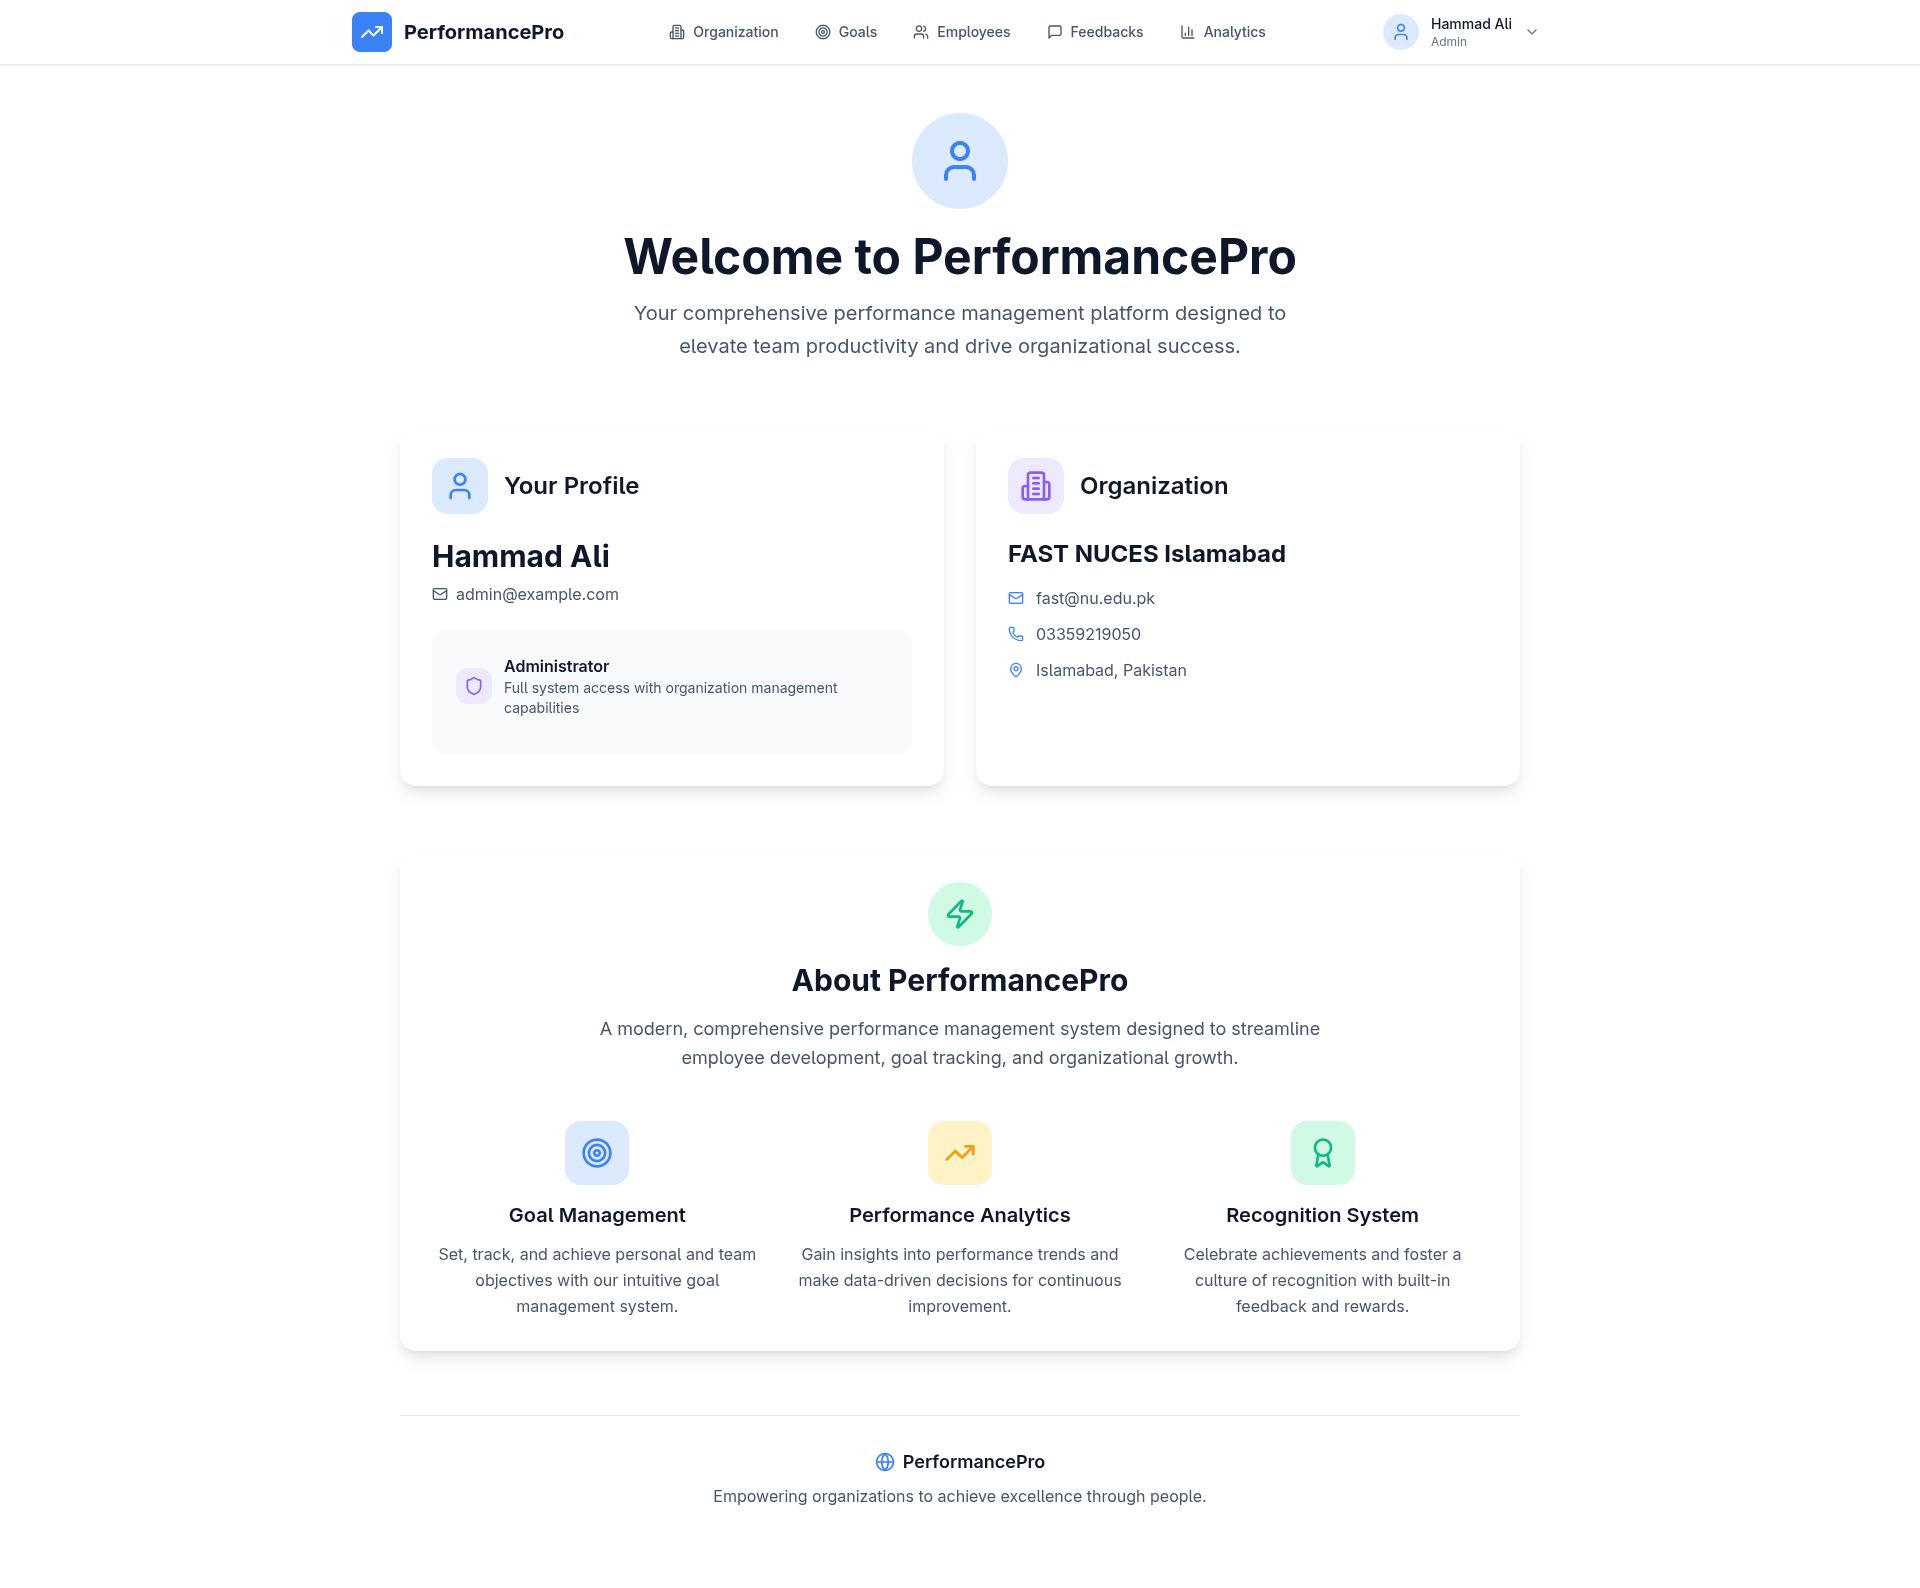 PerformancePro
Organization
Goals
Employees
Feedbacks
Analytics
Hammad Ali
Admin
Welcome to PerformancePro
Your comprehensive performance management platform designed to
elevate team productivity and drive organizational success.
Your Profile
Hammad Ali
admin@example.com
Administrator
Full system access with organization management
capabilities
Organization
FAST NUCES Islamabad
fast@nu.edu.pk
03359219050
Islamabad, Pakistan
About PerformancePro
A modern, comprehensive performance management system designed to streamline
employee development, goal tracking, and organizational growth.
Goal Management
Set, track, and achieve personal and team
objectives with our intuitive goal
management system.
Performance Analytics
Gain insights into performance trends and
make data-driven decisions for continuous
improvement.
Recognition System
Celebrate achievements and foster a
culture of recognition with built-in
feedback and rewards.
PerformancePro
Empowering organizations to achieve excellence through people.